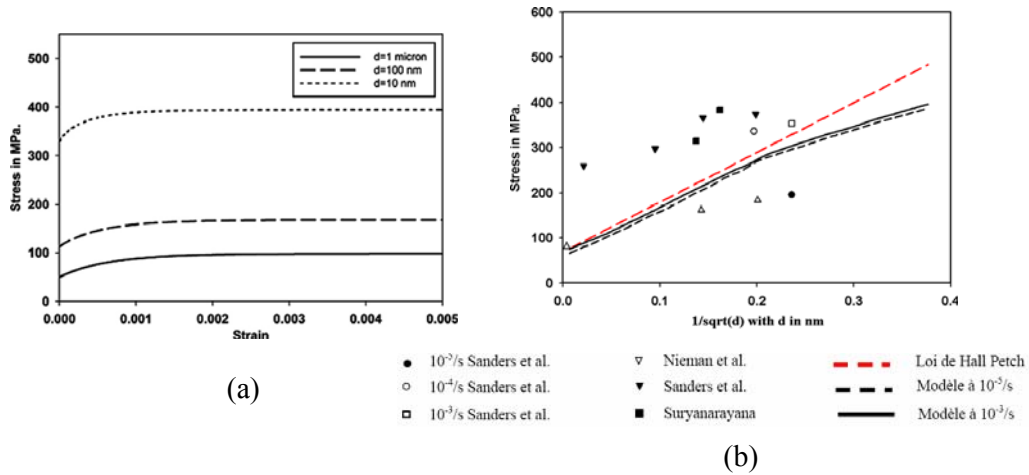 d=1 micron
d=100 nm
d=10 nm
Stress in MPa.
500
400
300
200
100
0
0.000 0.001 0.002 0.003 0.004 0.005
Strain
(a)
Stress in MPa.
600
500
400
300
200
100
0
0.0 0.1 0.2 0.3 0.4
1/sqrt(d) with d in nm
10⁻⁵/s Sanders et al.
10⁻⁴/s Sanders et al.
10⁻³/s Sanders et al.
Nieman et al.
Sanders et al.
Suryanarayana
Loi de Hall Petch
Modèle à 10⁻⁵/s
Modèle à 10⁻³/s
(b)